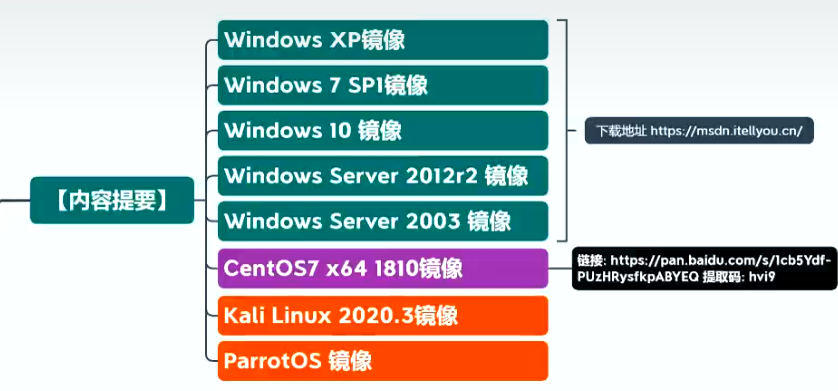 【内容提要】
Windows XP镜像
Windows 7 SP1镜像
Windows 10 镜像
Windows Server 2012r2 镜像
Windows Server 2003 镜像
下载地址 https://msdn.itellyou.cn/
CentOS7 x64 1810镜像
链接: https://pan.baidu.com/s/1cb5Ydf-
PUzHRysfkpABYEQ 提取码: hvi9
Kali Linux 2020.3镜像
ParrotOS 镜像